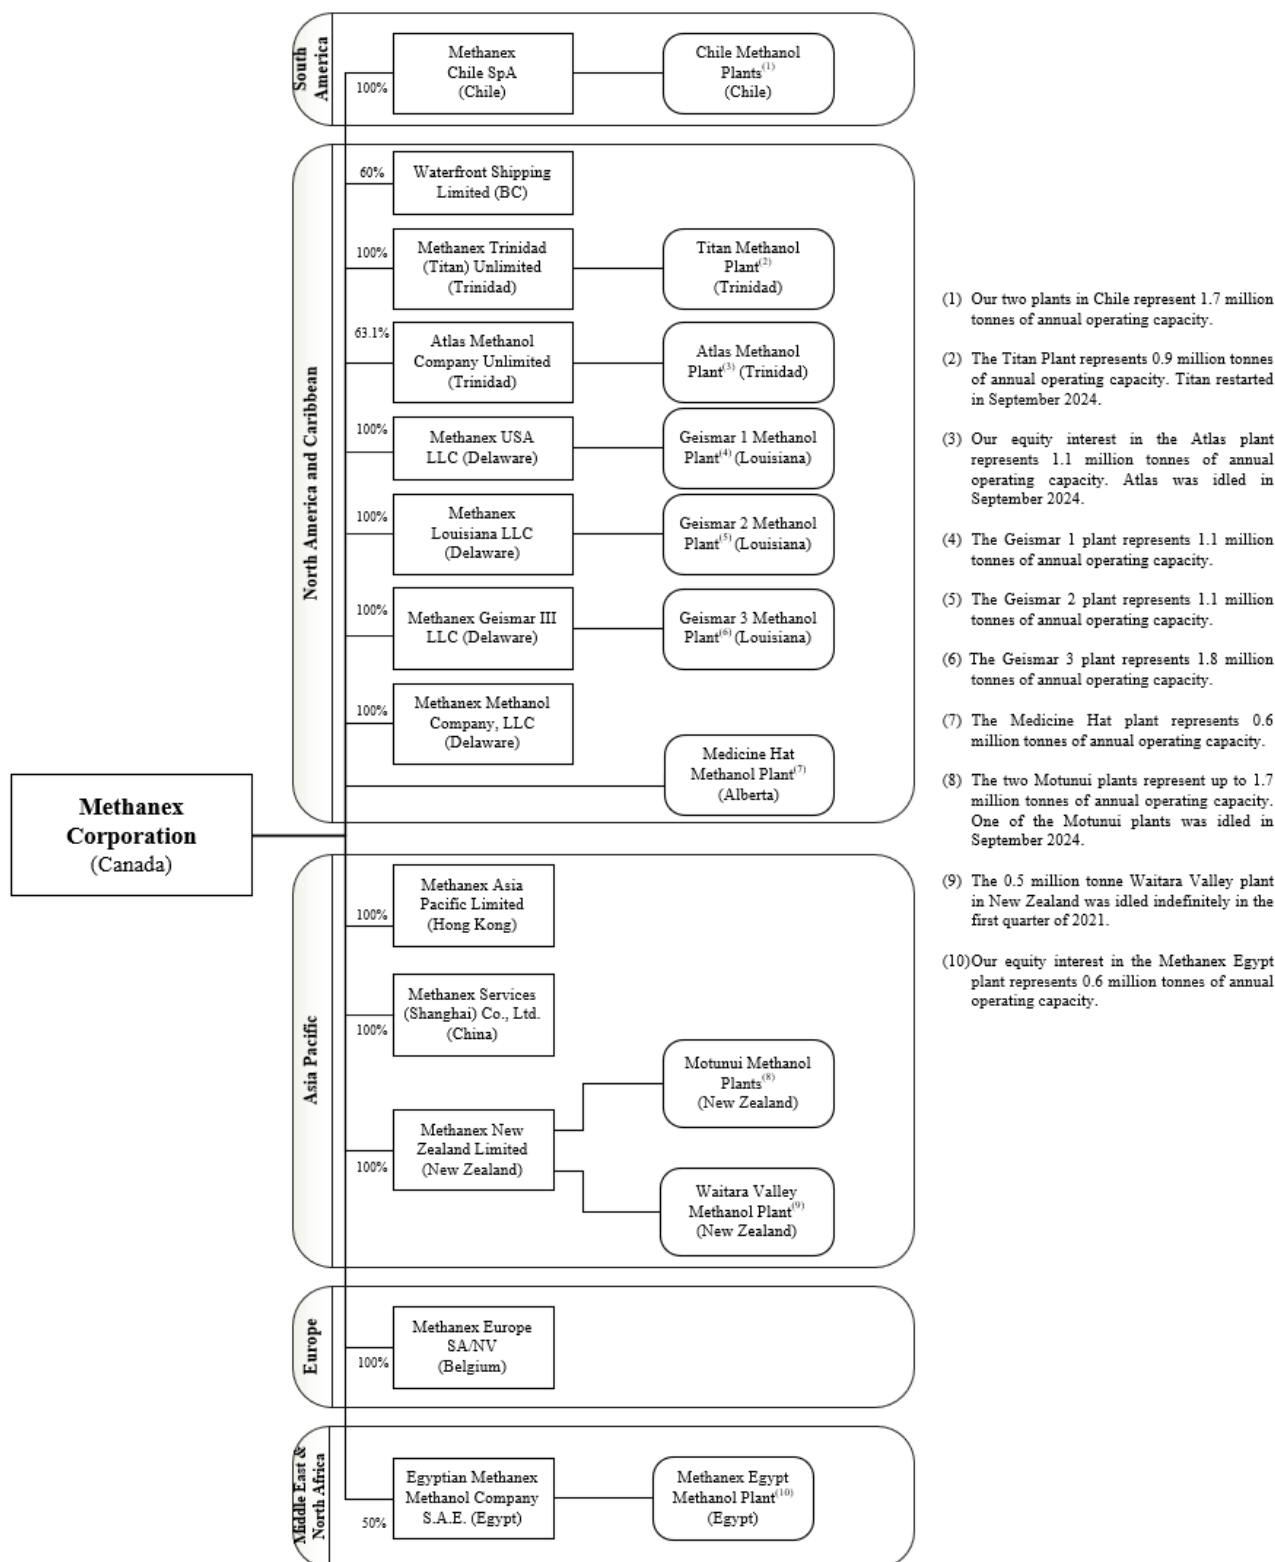 South
America
100%
Methanex
Chile SpA
(Chile)
Chile Methanol
Plants(1)
(Chile)
North America and Caribbean
60%
Waterfront Shipping
Limited (BC)
100%
Methanex Trinidad
(Titan) Unlimited
(Trinidad)
Titan Methanol
Plant(2)
(Trinidad)
63.1%
Atlas Methanol
Company Unlimited
(Trinidad)
Atlas Methanol
Plant(3) (Trinidad)
100%
Methanex USA
LLC (Delaware)
Geismar 1 Methanol
Plant(4) (Louisiana)
100%
Methanex
Louisiana LLC
(Delaware)
Geismar 2 Methanol
Plant(5) (Louisiana)
100%
Methanex Geismar III
LLC (Delaware)
Geismar 3 Methanol
Plant(6) (Louisiana)
100%
Methanex Methanol
Company, LLC
(Delaware)
Medicine Hat
Methanol Plant(7)
(Alberta)
Methanex
Corporation
(Canada)
Asia Pacific
100%
Methanex Asia
Pacific Limited
(Hong Kong)
100%
Methanex Services
(Shanghai) Co., Ltd.
(China)
100%
Methanex New
Zealand Limited
(New Zealand)
Motunui Methanol
Plants(8)
(New Zealand)
Waitara Valley
Methanol Plant(9)
(New Zealand)
Europe
100%
Methanex Europe
SA/NV
(Belgium)
Middle East &
North Africa
50%
Egyptian Methanex
Methanol Company
S.A.E. (Egypt)
Methanex Egypt
Methanol Plant(10)
(Egypt)
(1) Our two plants in Chile represent 1.7 million
tonnes of annual operating capacity.
(2) The Titan Plant represents 0.9 million tonnes
of annual operating capacity. Titan restarted
in September 2024.
(3) Our equity interest in the Atlas plant
represents 1.1 million tonnes of annual
operating capacity. Atlas was idled in
September 2024.
(4) The Geismar 1 plant represents 1.1 million
tonnes of annual operating capacity.
(5) The Geismar 2 plant represents 1.1 million
tonnes of annual operating capacity.
(6) The Geismar 3 plant represents 1.8 million
tonnes of annual operating capacity.
(7) The Medicine Hat plant represents 0.6
million tonnes of annual operating capacity.
(8) The two Motunui plants represent up to 1.7
million tonnes of annual operating capacity.
One of the Motunui plants was idled in
September 2024.
(9) The 0.5 million tonne Waitara Valley plant
in New Zealand was idled indefinitely in the
first quarter of 2021.
(10)Our equity interest in the Methanex Egypt
plant represents 0.6 million tonnes of annual
operating capacity.